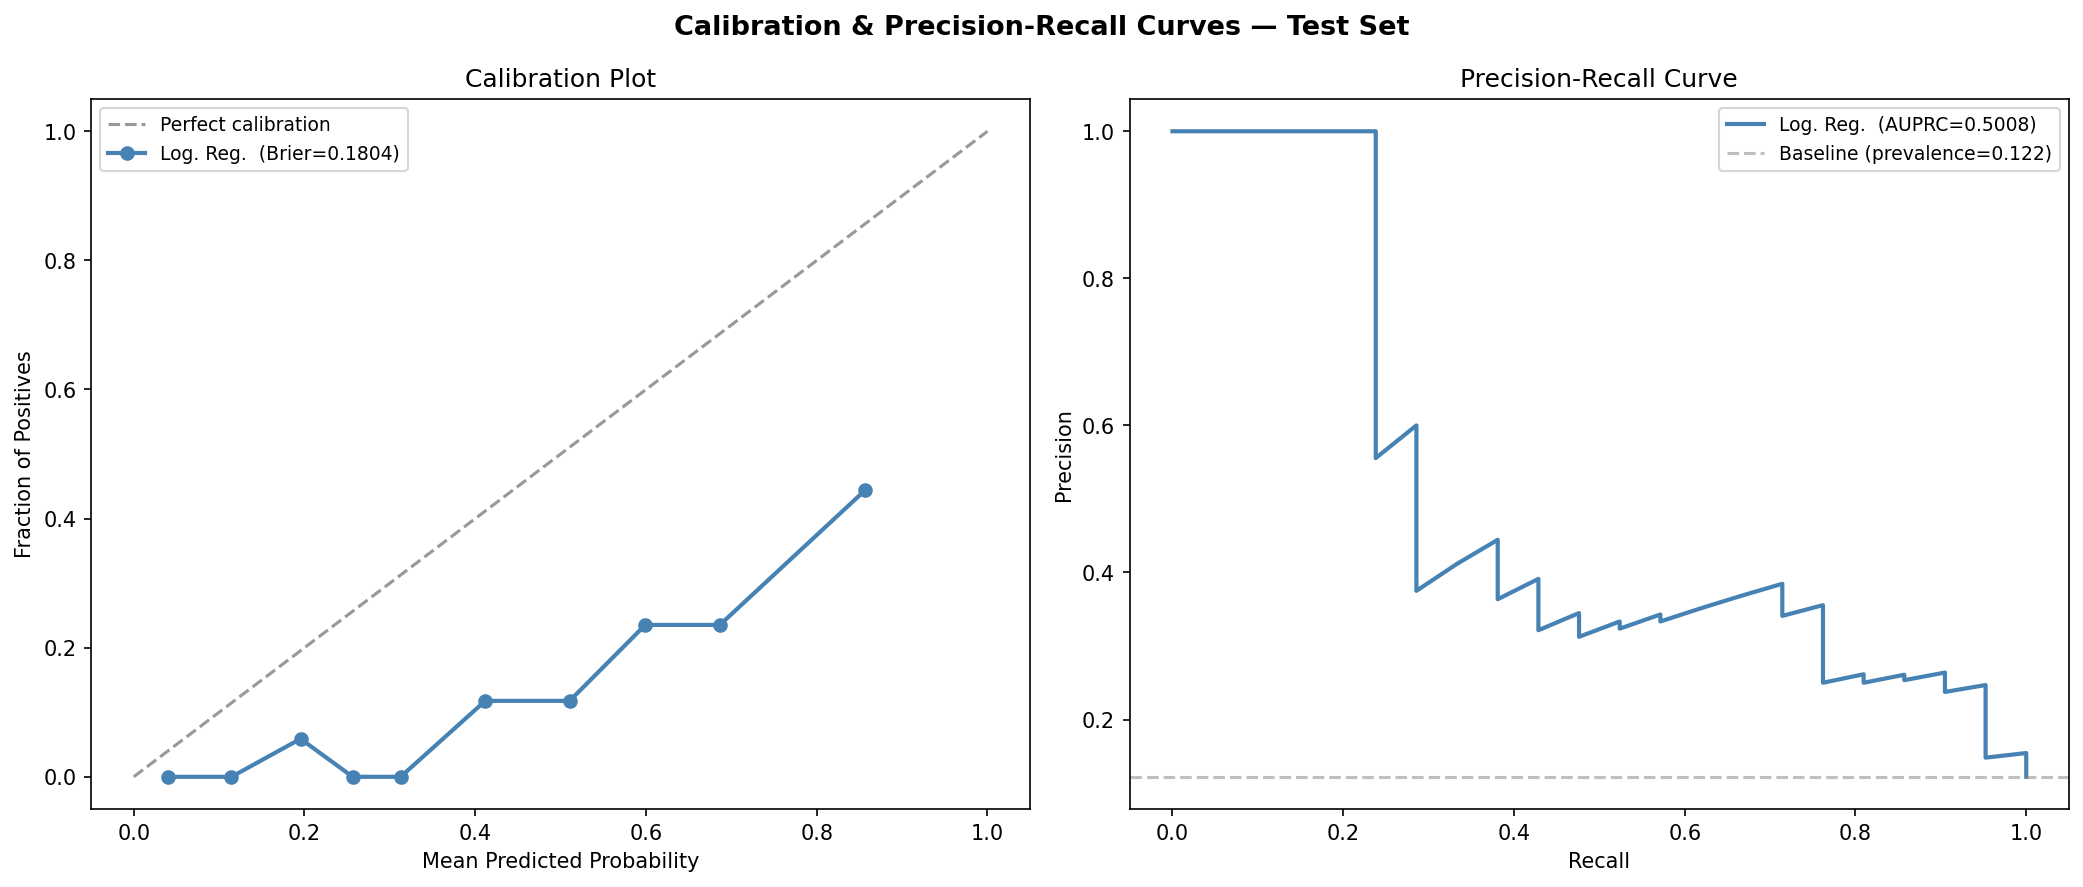 Calibration & Precision-Recall Curves — Test Set
Calibration Plot
Perfect calibration
Log. Reg.  (Brier=0.1804)
Fraction of Positives
1.0
0.8
0.6
0.4
0.2
0.0
0.0 0.2 0.4 0.6 0.8 1.0
Mean Predicted Probability
Precision-Recall Curve
Log. Reg.  (AUPRC=0.5008)
Baseline (prevalence=0.122)
Precision
1.0
0.8
0.6
0.4
0.2
0.0 0.2 0.4 0.6 0.8 1.0
Recall